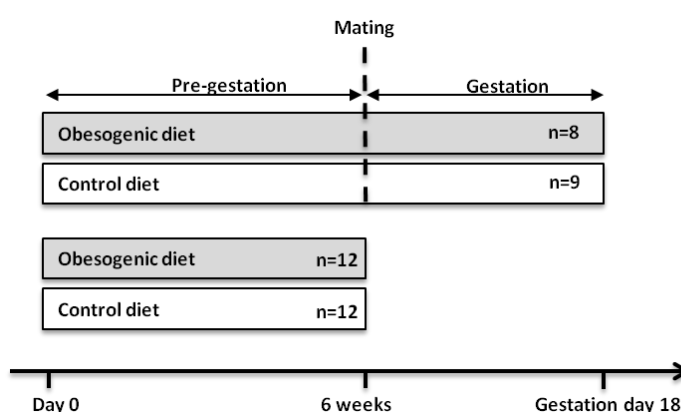 Mating
Pre-gestation
Gestation
Obesogenic diet
n=8
Control diet
n=9
Obesogenic diet
n=12
Control diet
n=12
Day 0
6 weeks
Gestation day 18